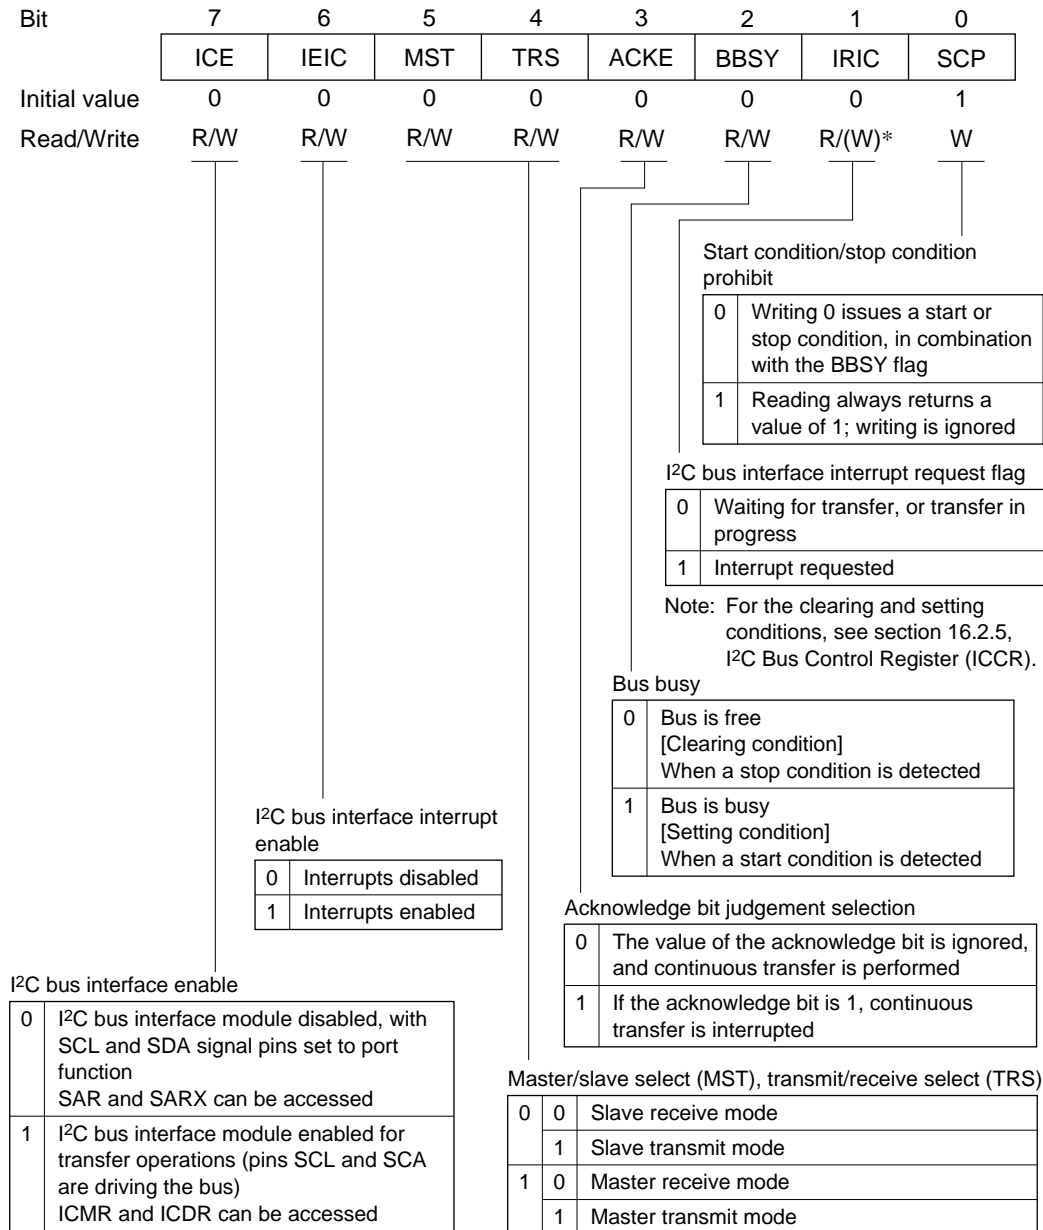 Bit 7 6 5 4 3 2 1 0
ICE IEIC MST TRS ACKE BBSY IRIC SCP
Initial value 0 0 0 0 0 0 0 1
Read/Write R/W R/W R/W R/W R/W R/W R/(W)* W
Start condition/stop condition
prohibit
0 Writing 0 issues a start or
stop condition, in combination
with the BBSY flag
1 Reading always returns a
value of 1; writing is ignored
I2C bus interface interrupt request flag
0 Waiting for transfer, or transfer in
progress
1 Interrupt requested
Note: For the clearing and setting
conditions, see section 16.2.5,
I2C Bus Control Register (ICCR).
Bus busy
0 Bus is free
[Clearing condition]
When a stop condition is detected
1 Bus is busy
[Setting condition]
When a start condition is detected
I2C bus interface interrupt
enable
0 Interrupts disabled
1 Interrupts enabled
Acknowledge bit judgement selection
0 The value of the acknowledge bit is ignored,
and continuous transfer is performed
1 If the acknowledge bit is 1, continuous
transfer is interrupted
I2C bus interface enable
0 I2C bus interface module disabled, with
SCL and SDA signal pins set to port
function
SAR and SARX can be accessed
1 I2C bus interface module enabled for
transfer operations (pins SCL and SCA
are driving the bus)
ICMR and ICDR can be accessed
Master/slave select (MST), transmit/receive select (TRS)
0 0 Slave receive mode
1 Slave transmit mode
1 0 Master receive mode
1 Master transmit mode